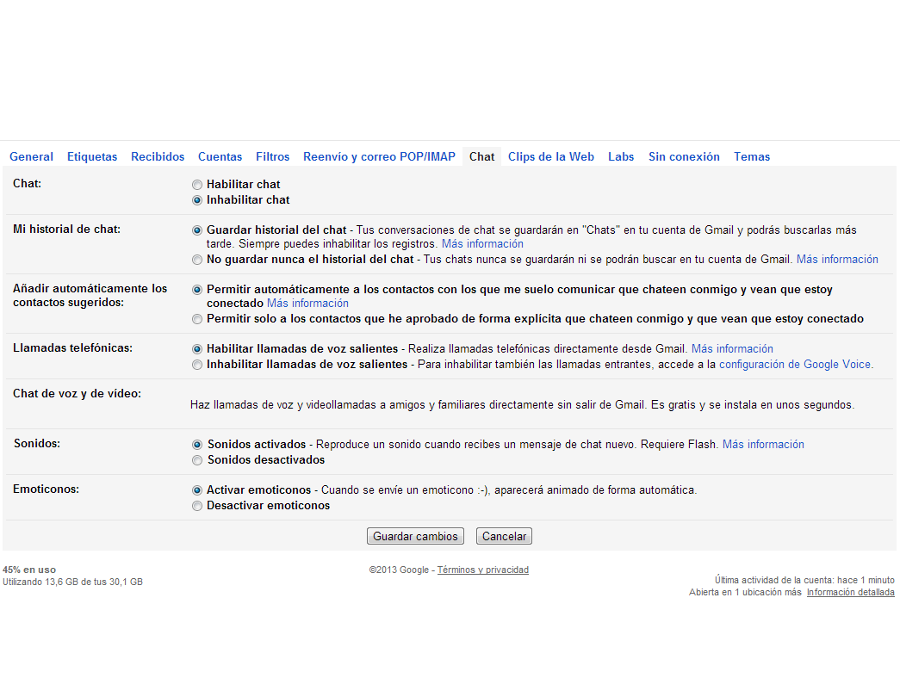 General Etiquetas Recibidos Cuentas Filtros Reenvío y correo POP/IMAP Chat Clips de la Web Labs Sin conexión Temas
Chat:
Habilitar chat
Inhabilitar chat
Mi historial de chat:
Guardar historial del chat - Tus conversaciones de chat se guardarán en "Chats" en tu cuenta de Gmail y podrás buscarlas más
tarde. Siempre puedes inhabilitar los registros. Más información
No guardar nunca el historial del chat - Tus chats nunca se guardarán ni se podrán buscar en tu cuenta de Gmail. Más información
Añadir automáticamente los
contactos sugeridos:
Permitir automáticamente a los contactos con los que me suelo comunicar que chateen conmigo y vean que estoy
conectado Más información
Permitir solo a los contactos que he aprobado de forma explícita que chateen conmigo y que vean que estoy conectado
Llamadas telefónicas:
Habilitar llamadas de voz salientes - Realiza llamadas telefónicas directamente desde Gmail. Más información
Inhabilitar llamadas de voz salientes - Para inhabilitar también las llamadas entrantes, accede a la configuración de Google Voice.
Chat de voz y de vídeo:
Haz llamadas de voz y videollamadas a amigos y familiares directamente sin salir de Gmail. Es gratis y se instala en unos segundos.
Sonidos:
Sonidos activados - Reproduce un sonido cuando recibes un mensaje de chat nuevo. Requiere Flash. Más información
Sonidos desactivados
Emoticonos:
Activar emoticonos - Cuando se envíe un emoticono :-), aparecerá animado de forma automática.
Desactivar emoticonos
Guardar cambios Cancelar
45% en uso
Utilizando 13,6 GB de tus 30,1 GB
©2013 Google - Términos y privacidad
Última actividad de la cuenta: hace 1 minuto
Abierta en 1 ubicación más Información detallada